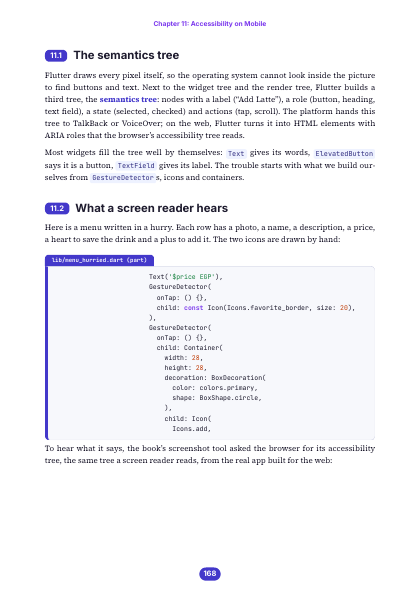 Chapter 11: Accessibility on Mobile
11.1 The semantics tree
Flutter draws every pixel itself, so the operating system cannot look inside the picture
to find buttons and text. Next to the widget tree and the render tree, Flutter builds a
third tree, the semantics tree: nodes with a label (“Add Latte”), a role (button, heading,
text field), a state (selected, checked) and actions (tap, scroll). The platform hands this
tree to TalkBack or VoiceOver; on the web, Flutter turns it into HTML elements with
ARIA roles that the browser’s accessibility tree reads.
Most widgets fill the tree well by themselves: Text gives its words, ElevatedButton
says it is a button, TextField gives its label. The trouble starts with what we build our-
selves from GestureDetector s, icons and containers.
11.2 What a screen reader hears
Here is a menu written in a hurry. Each row has a photo, a name, a description, a price,
a heart to save the drink and a plus to add it. The two icons are drawn by hand:
lib/menu_hurried.dart (part)
Text('$price EGP'),
GestureDetector(
onTap: () {},
child: const Icon(Icons.favorite_border, size: 20),
),
GestureDetector(
onTap: () {},
child: Container(
width: 28,
height: 28,
decoration: BoxDecoration(
color: colors.primary,
shape: BoxShape.circle,
),
child: Icon(
Icons.add,
To hear what it says, the book’s screenshot tool asked the browser for its accessibility
tree, the same tree a screen reader reads, from the real app built for the web:
168